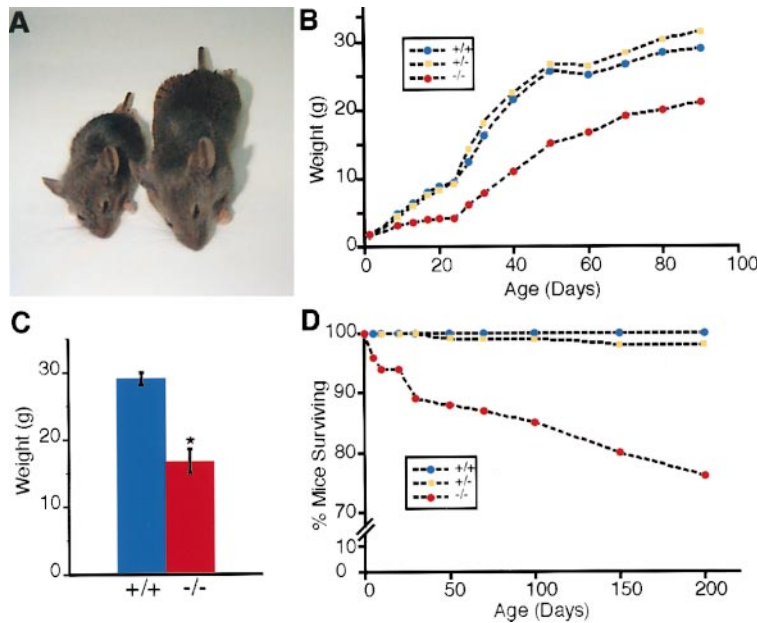 A
B
+/+
+/-
-/-
Weight (g)
30
20
10
0
0 20 40 60 80 100
Age (Days)
C
Weight (g)
30
20
10
0
+/+ -/-
*
D
% Mice Surviving
100
90
80
70
10
0
+/+
+/-
-/-
0 50 100 150 200
Age (Days)